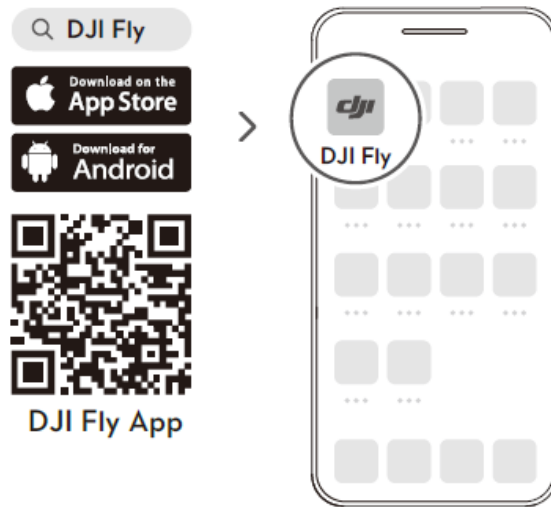 DJI Fly
Download on the
App Store
Download for
Android
DJI Fly App
dji
DJI Fly